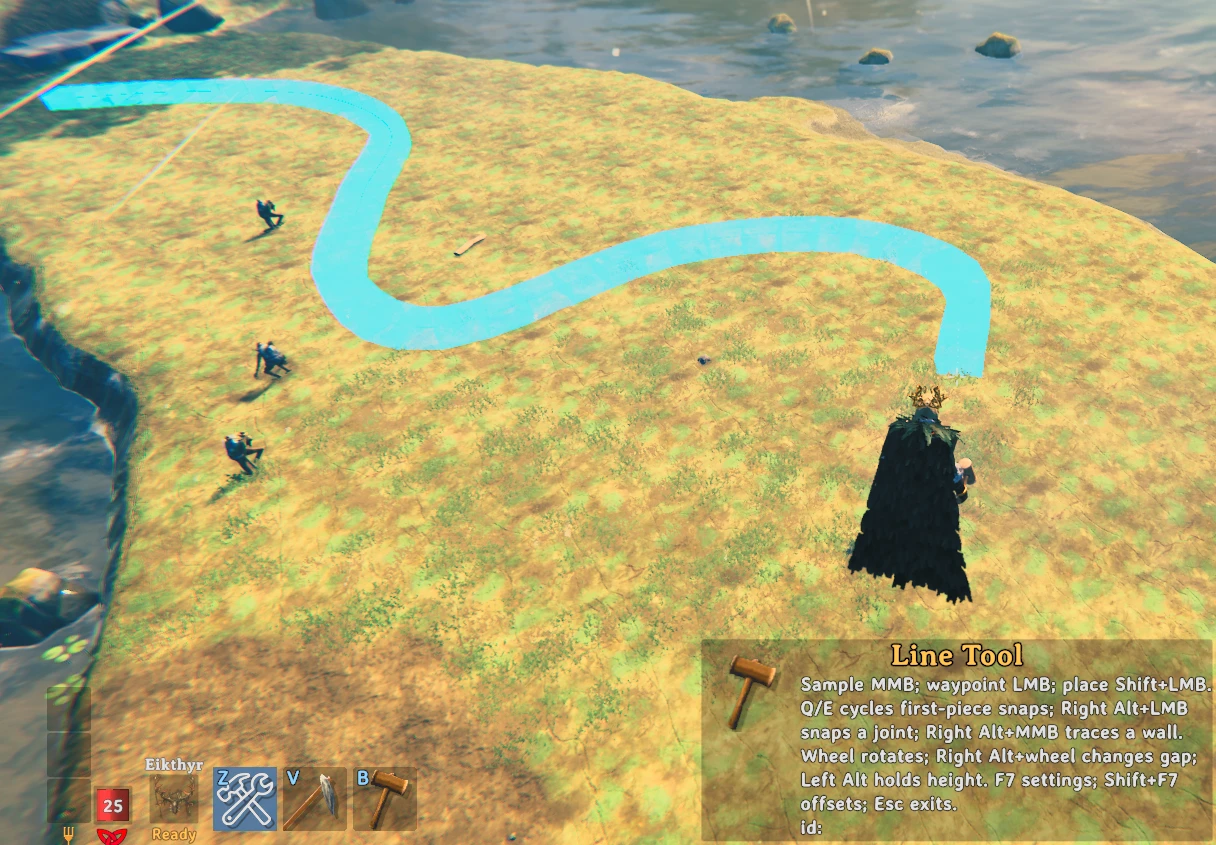 Line Tool
Sample MMB; waypoint LMB; place Shift+LMB.
Q/E cycles first-piece snaps; Right Alt+LMB
snaps a joint; Right Alt+MMB traces a wall.
Wheel rotates; Right Alt+wheel changes gap;
Left Alt holds height. F7 settings; Shift+F7
offsets; Esc exits.
id:
Eikthyr
Z
V
B
25
Ready